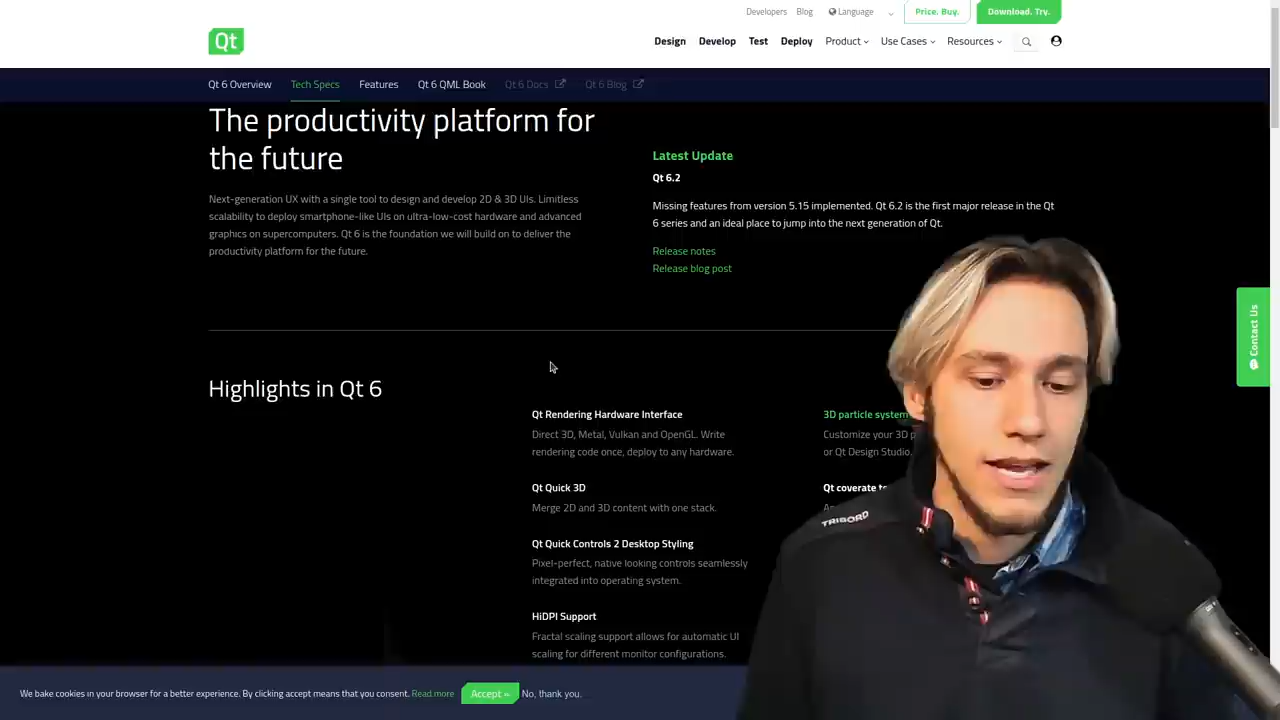 Developers Blog Language
Price. Buy.
Download. Try.
Qt
Design Develop Test Deploy Product Use Cases Resources
Qt 6 Overview Tech Specs Features Qt 6 QML Book Qt 6 Docs Qt 6 Blog
The productivity platform for
the future
Next-generation UX with a single tool to design and develop 2D & 3D UIs. Limitless
scalability to deploy smartphone-like UIs on ultra-low-cost hardware and advanced
graphics on supercomputers. Qt 6 is the foundation we will build on to deliver the
productivity platform for the future.
Latest Update
Qt 6.2
Missing features from version 5.15 implemented. Qt 6.2 is the first major release in the Qt
6 series and an ideal place to jump into the next generation of Qt.
Release notes
Release blog post
Contact Us
Highlights in Qt 6
Qt Rendering Hardware Interface
Direct 3D, Metal, Vulkan and OpenGL. Write
rendering code once, deploy to any hardware.
Qt Quick 3D
Merge 2D and 3D content with one stack.
Qt Quick Controls 2 Desktop Styling
Pixel-perfect, native looking controls seamlessly
integrated into operating system.
HiDPI Support
Fractal scaling support allows for automatic UI
scaling for different monitor configurations.
3D particle system
Customize your 3D p
or Qt Design Studio.
Qt coverate te
TRIBORD
We bake cookies in your browser for a better experience. By clicking accept means that you consent. Read more
Accept
No, thank you.